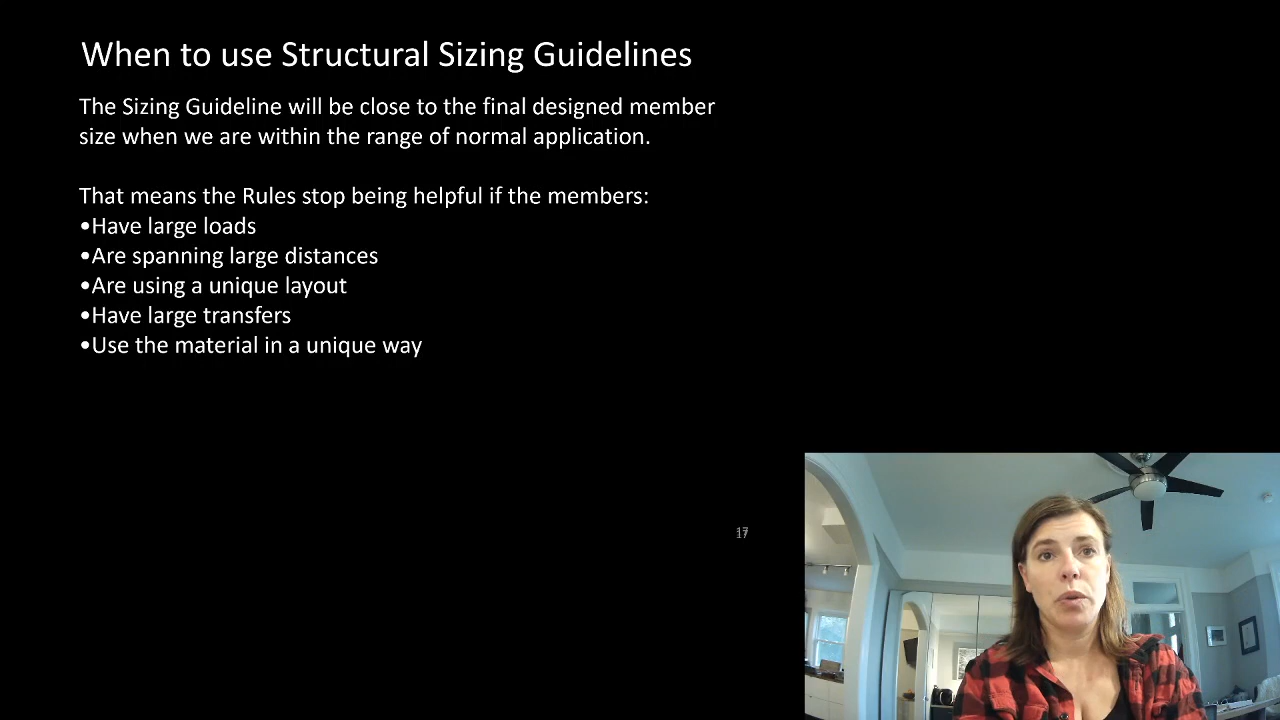 When to use Structural Sizing Guidelines
The Sizing Guideline will be close to the final designed member
size when we are within the range of normal application.
That means the Rules stop being helpful if the members:
•Have large loads
•Are spanning large distances
•Are using a unique layout
•Have large transfers
•Use the material in a unique way
17